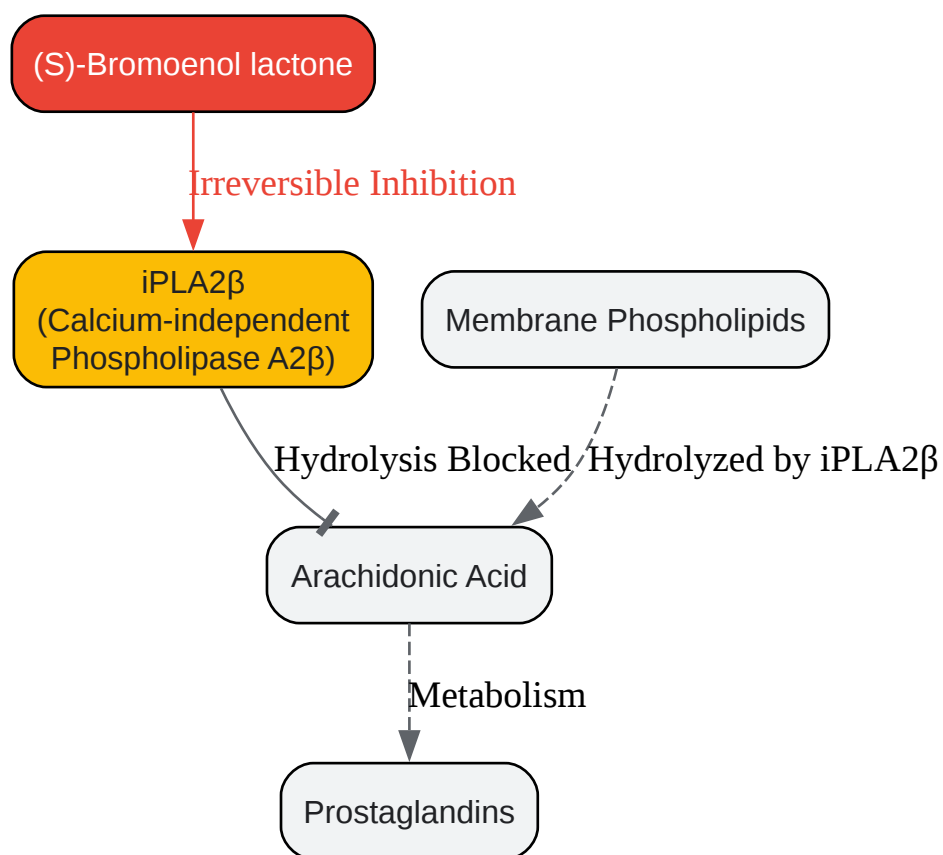 (S)-Bromoenol lactone
Irreversible Inhibition
iPLA2β
(Calcium-independent
Phospholipase A2β)
Membrane Phospholipids
Hydrolysis Blocked
Hydrolyzed by iPLA2β
Arachidonic Acid
Metabolism
Prostaglandins